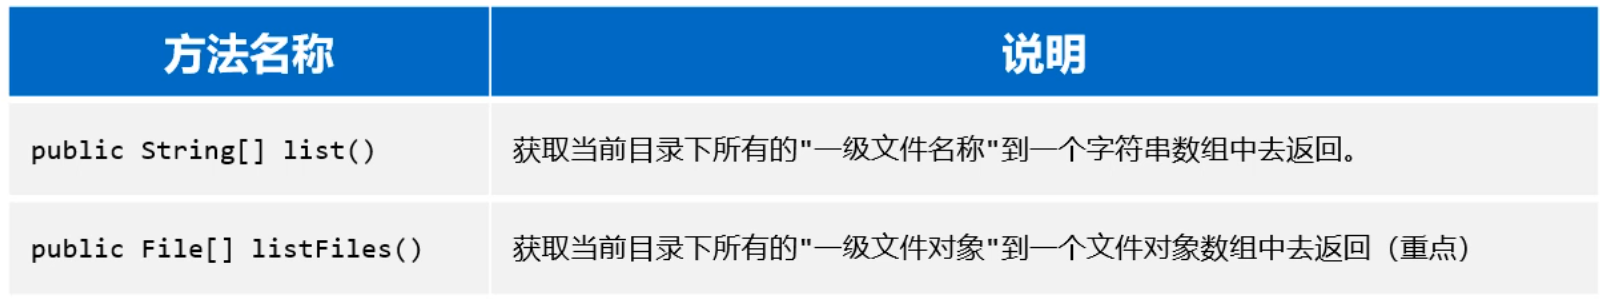 方法名称 说明
public String[] list() 获取当前目录下所有的"一级文件名称"到一个字符串数组中去返回。
public File[] listFiles() 获取当前目录下所有的"一级文件对象"到一个文件对象数组中去返回（重点）